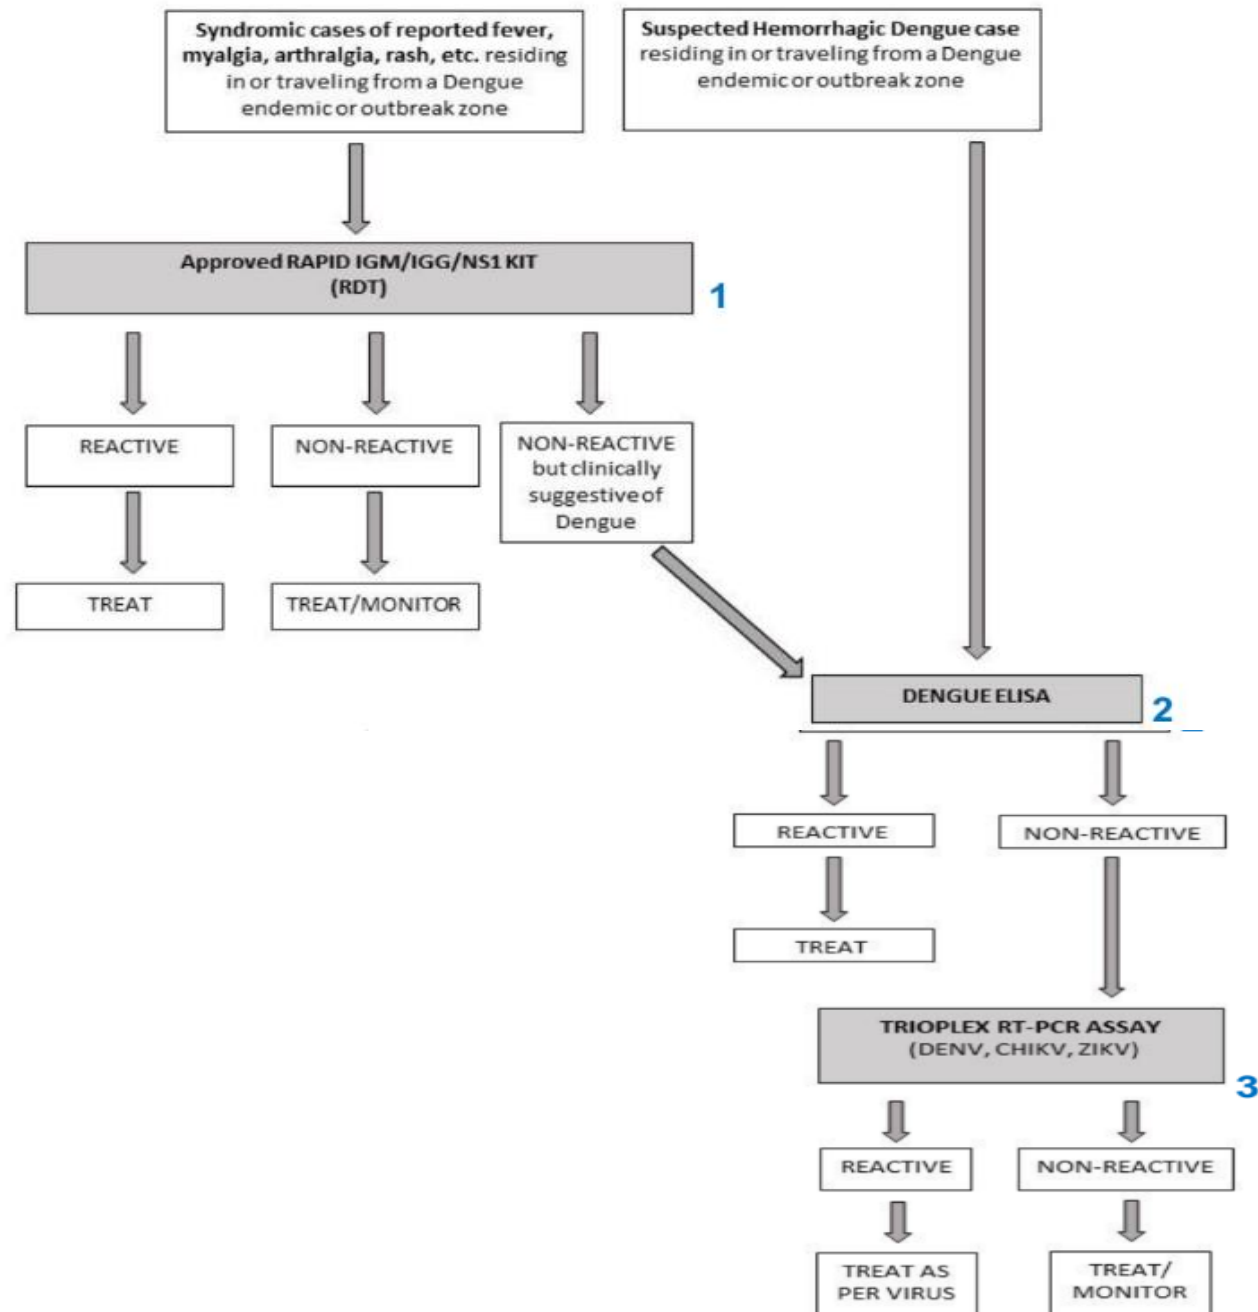 Syndromic cases of reported fever,
myalgia, arthralgia, rash, etc. residing
in or traveling from a Dengue
endemic or outbreak zone
Suspected Hemorrhagic Dengue case
residing in or traveling from a Dengue
endemic or outbreak zone
Approved RAPID IGM/IGG/NS1 KIT
(RDT)
1
REACTIVE
NON-REACTIVE
NON-REACTIVE
but clinically
suggestive of
Dengue
TREAT
TREAT/MONITOR
DENGUE ELISA
2
REACTIVE
NON-REACTIVE
TREAT
TRIOPLEX RT-PCR ASSAY
(DENV, CHIKV, ZIKV)
3
REACTIVE
NON-REACTIVE
TREAT AS
PER VIRUS
TREAT/
MONITOR